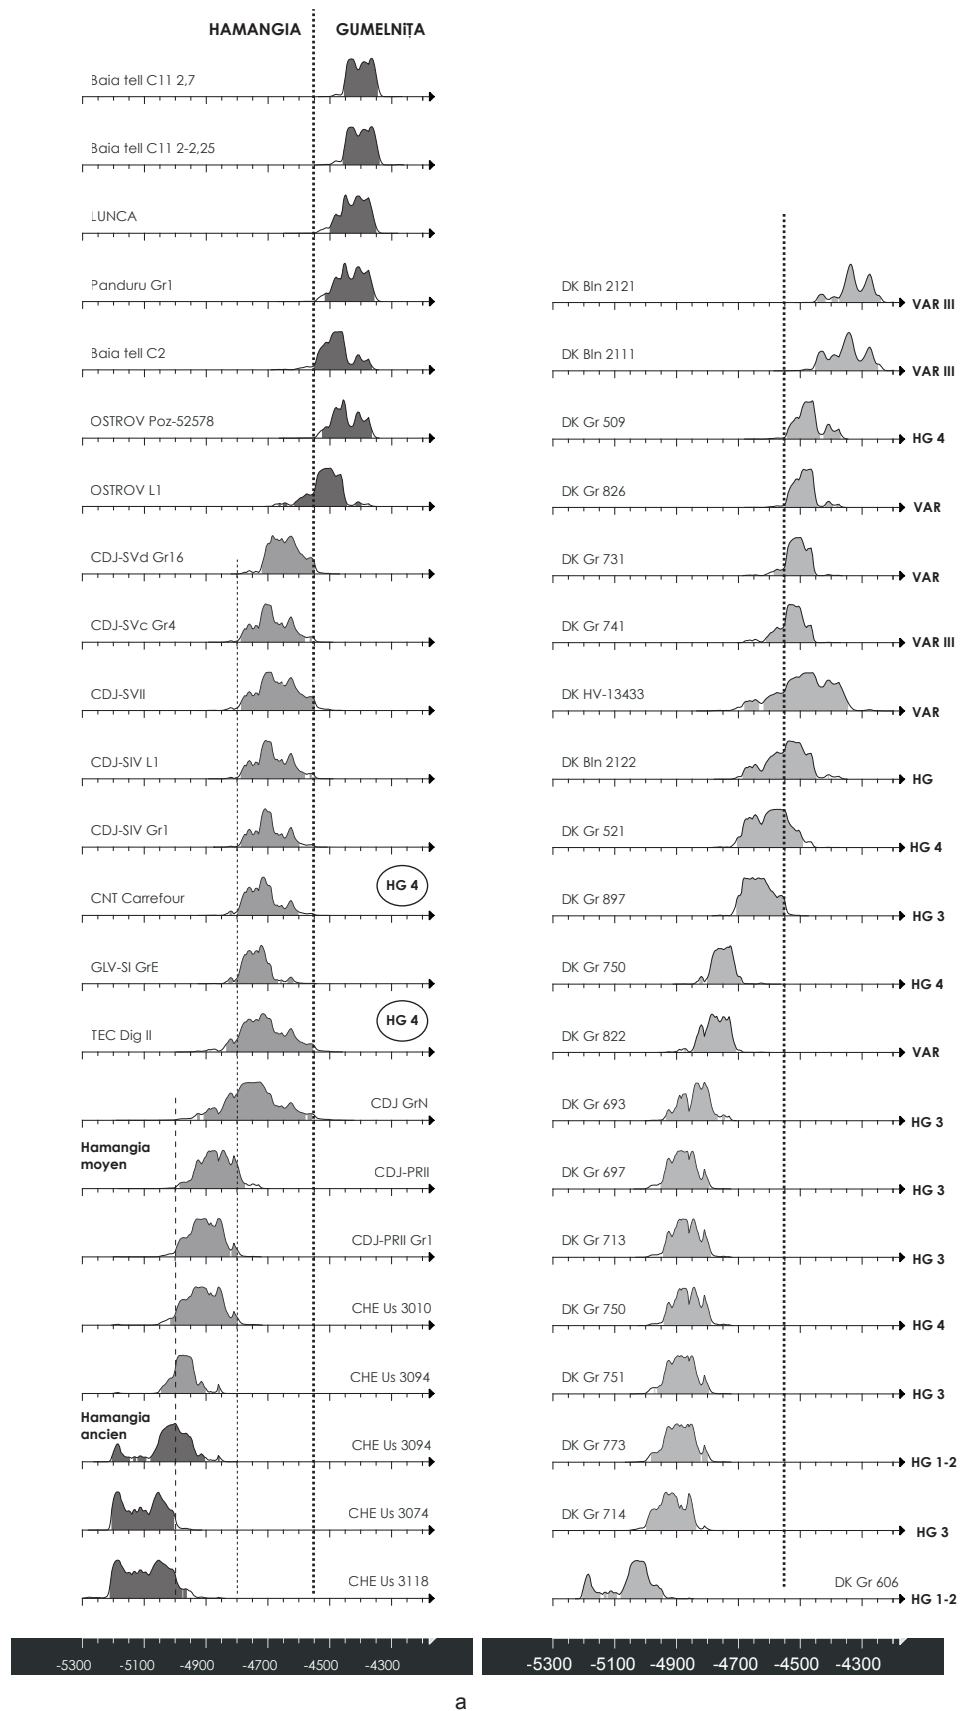 HAMANGIA GUMELNIȚA
Baia tell C11 2,7
Baia tell C11 2-2,25
LUNCA
Panduru Gr1
Baia tell C2
OSTROV Poz-52578
OSTROV L1
CDJ-SVd Gr16
CDJ-SVc Gr4
CDJ-SVII
CDJ-SIV L1
CDJ-SIV Gr1
CNT Carrefour
HG 4
GLV-SI GrE
TEC Dig II
HG 4
CDJ GrN
Hamangia
moyen
CDJ-PRII
CDJ-PRII Gr1
CHE Us 3010
CHE Us 3094
Hamangia
ancien
CHE Us 3094
CHE Us 3074
CHE Us 3118
-5300 -5100 -4900 -4700 -4500 -4300
DK Bln 2121
VAR III
DK Bln 2111
VAR III
DK Gr 509
HG 4
DK Gr 826
VAR
DK Gr 731
VAR
DK Gr 741
VAR III
DK HV-13433
VAR
DK Bln 2122
HG
DK Gr 521
HG 4
DK Gr 897
HG 3
DK Gr 750
HG 4
DK Gr 822
VAR
DK Gr 693
HG 3
DK Gr 697
HG 3
DK Gr 713
HG 3
DK Gr 750
HG 4
DK Gr 751
HG 3
DK Gr 773
HG 1-2
DK Gr 714
HG 3
DK Gr 606
HG 1-2
-5300 -5100 -4900 -4700 -4500 -4300
a